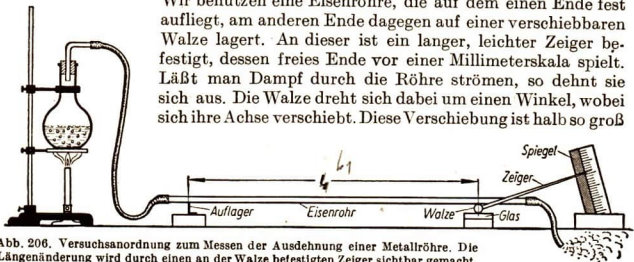 Wir benutzen eine Eisenröhre, die auf dem einen Ende fest
aufliegt, am anderen Ende dagegen auf einer verschiebbaren
Walze lagert. An dieser ist ein langer, leichter Zeiger be-
festigt, dessen freies Ende vor einer Millimeterskala spielt.
Läßt man Dampf durch die Röhre strömen, so dehnt sie
sich aus. Die Walze dreht sich dabei um einen Winkel, wobei
sich ihre Achse verschiebt. Diese Verschiebung ist halb so groß
L₁
Spiegel
Zeiger
Auflager
Eisenrohr
Walze
Glas
Abb. 206. Versuchsanordnung zum Messen der Ausdehnung einer Metallröhre. Die
Längenänderung wird durch einen an der Walze befestigten Zeiger sichtbar gemacht